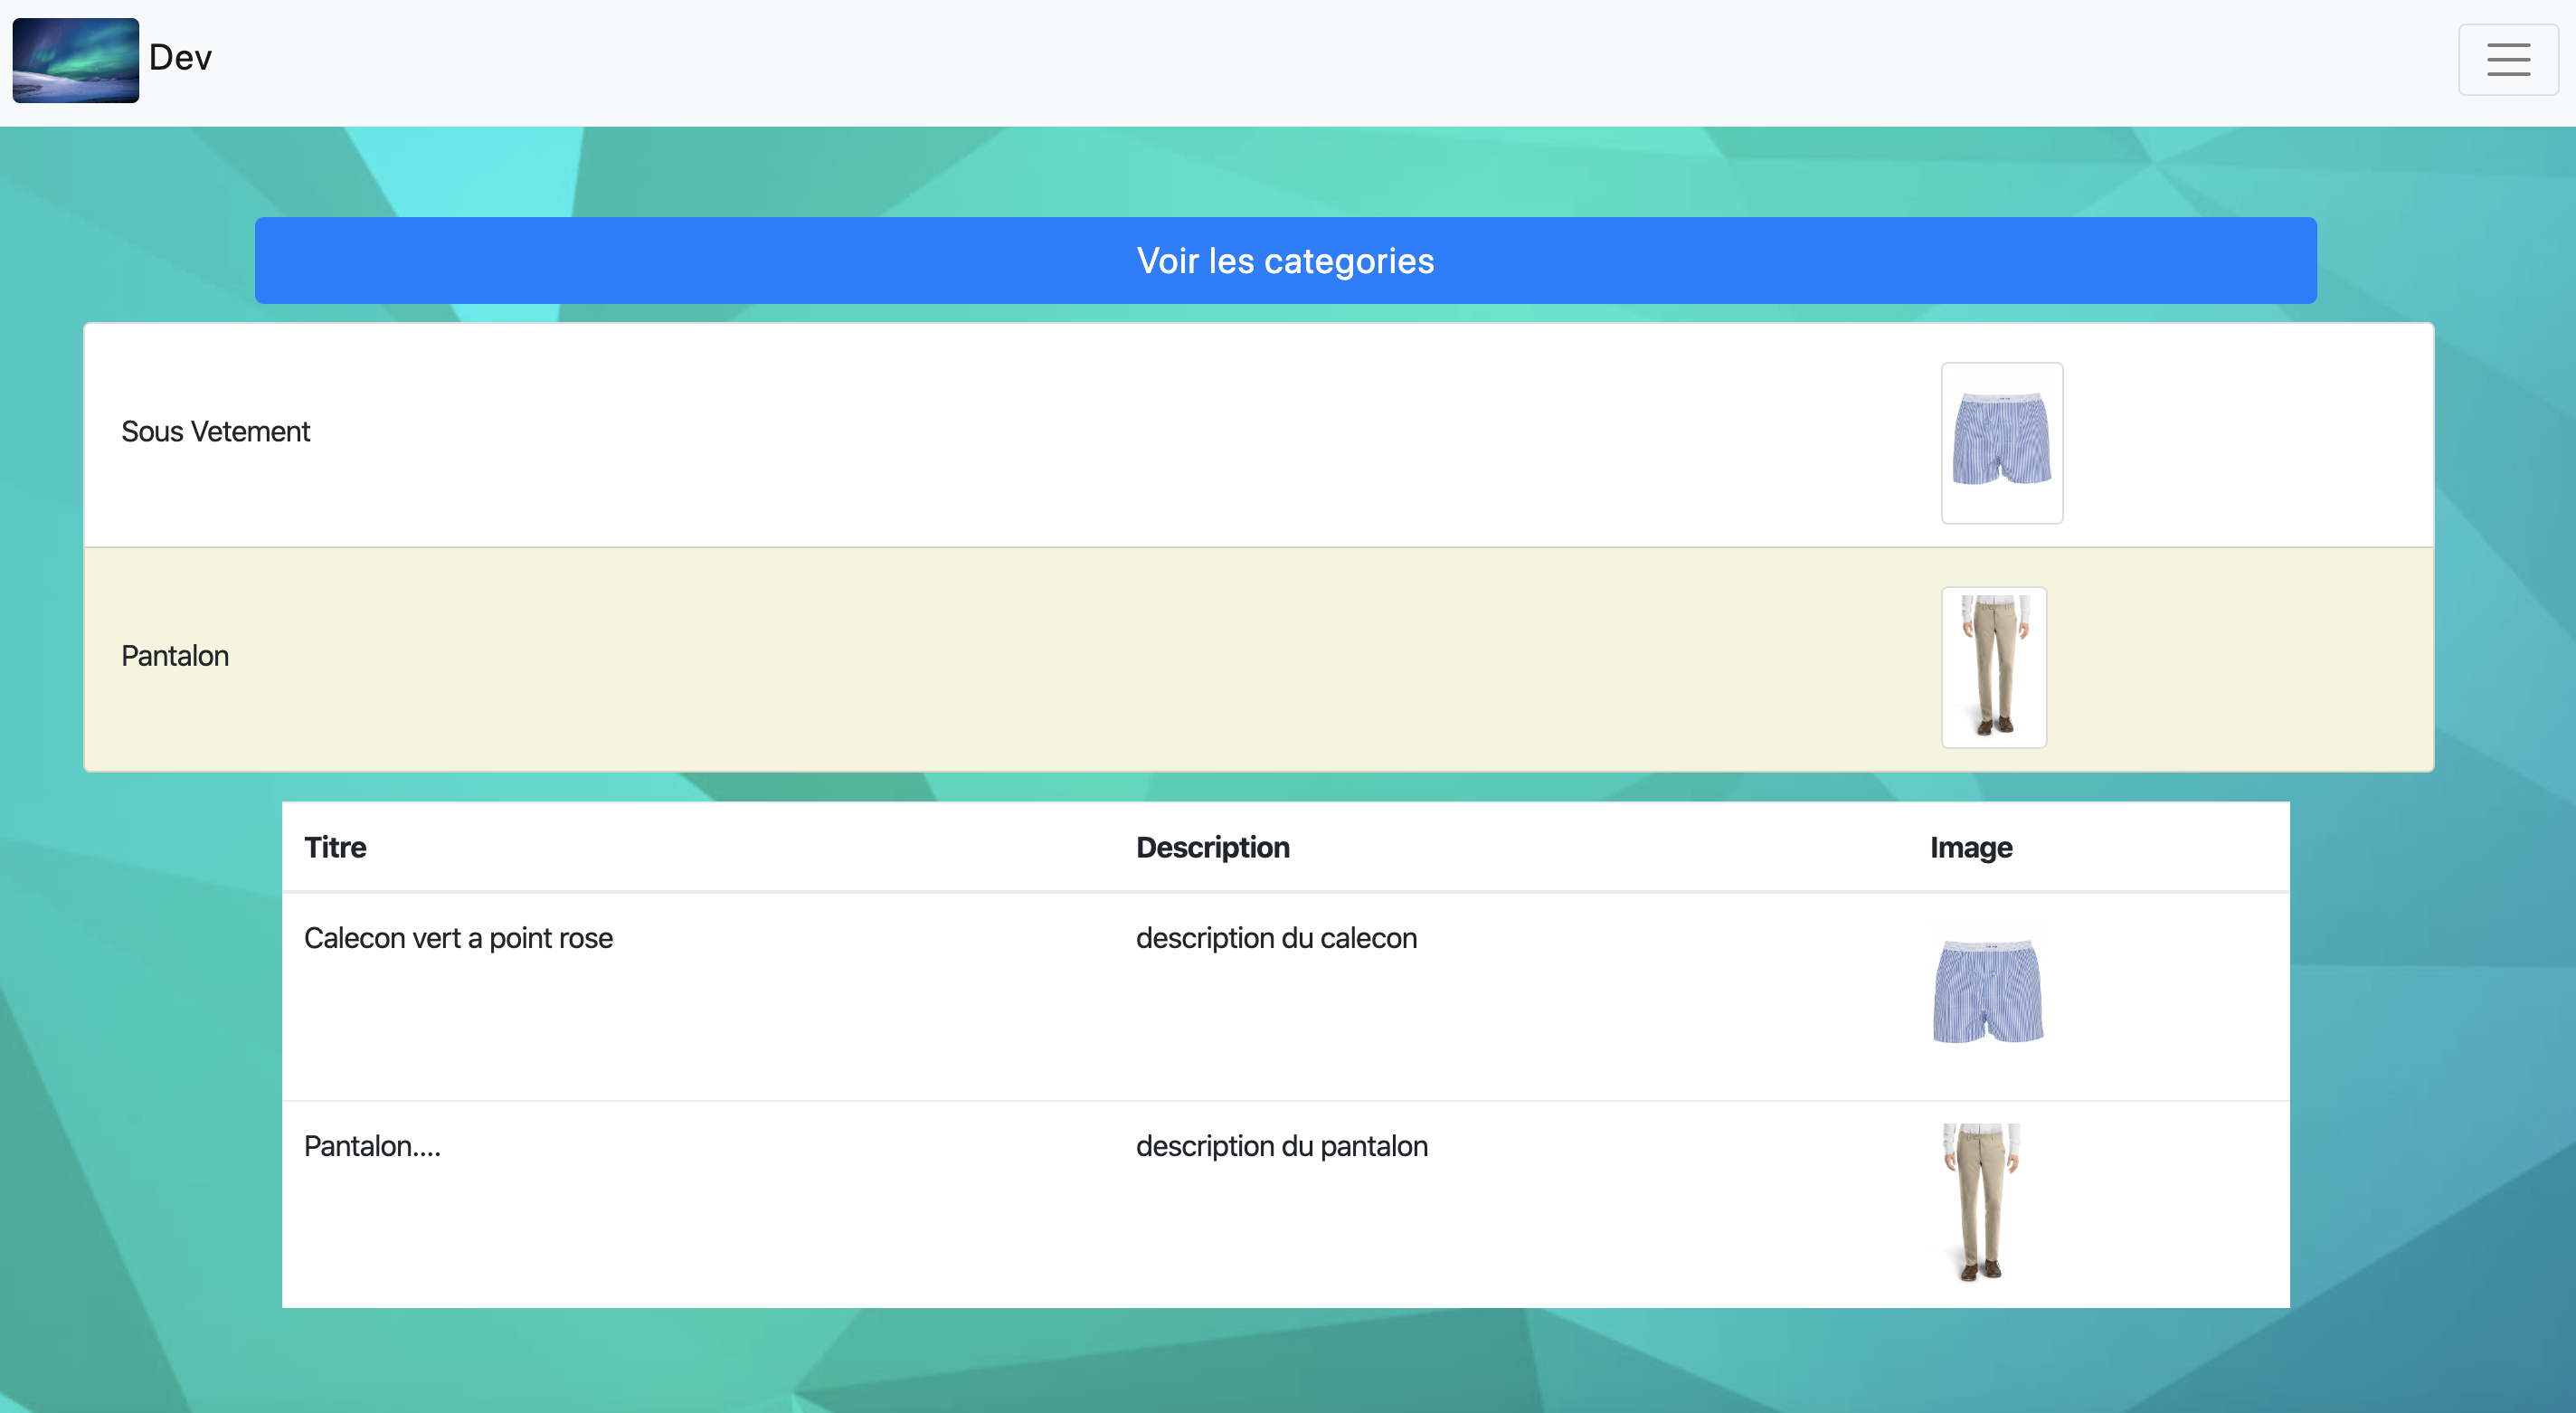 Dev
Voir les categories
Sous Vetement
Pantalon
Titre Description Image
Calecon vert a point rose description du calecon
Pantalon.... description du pantalon